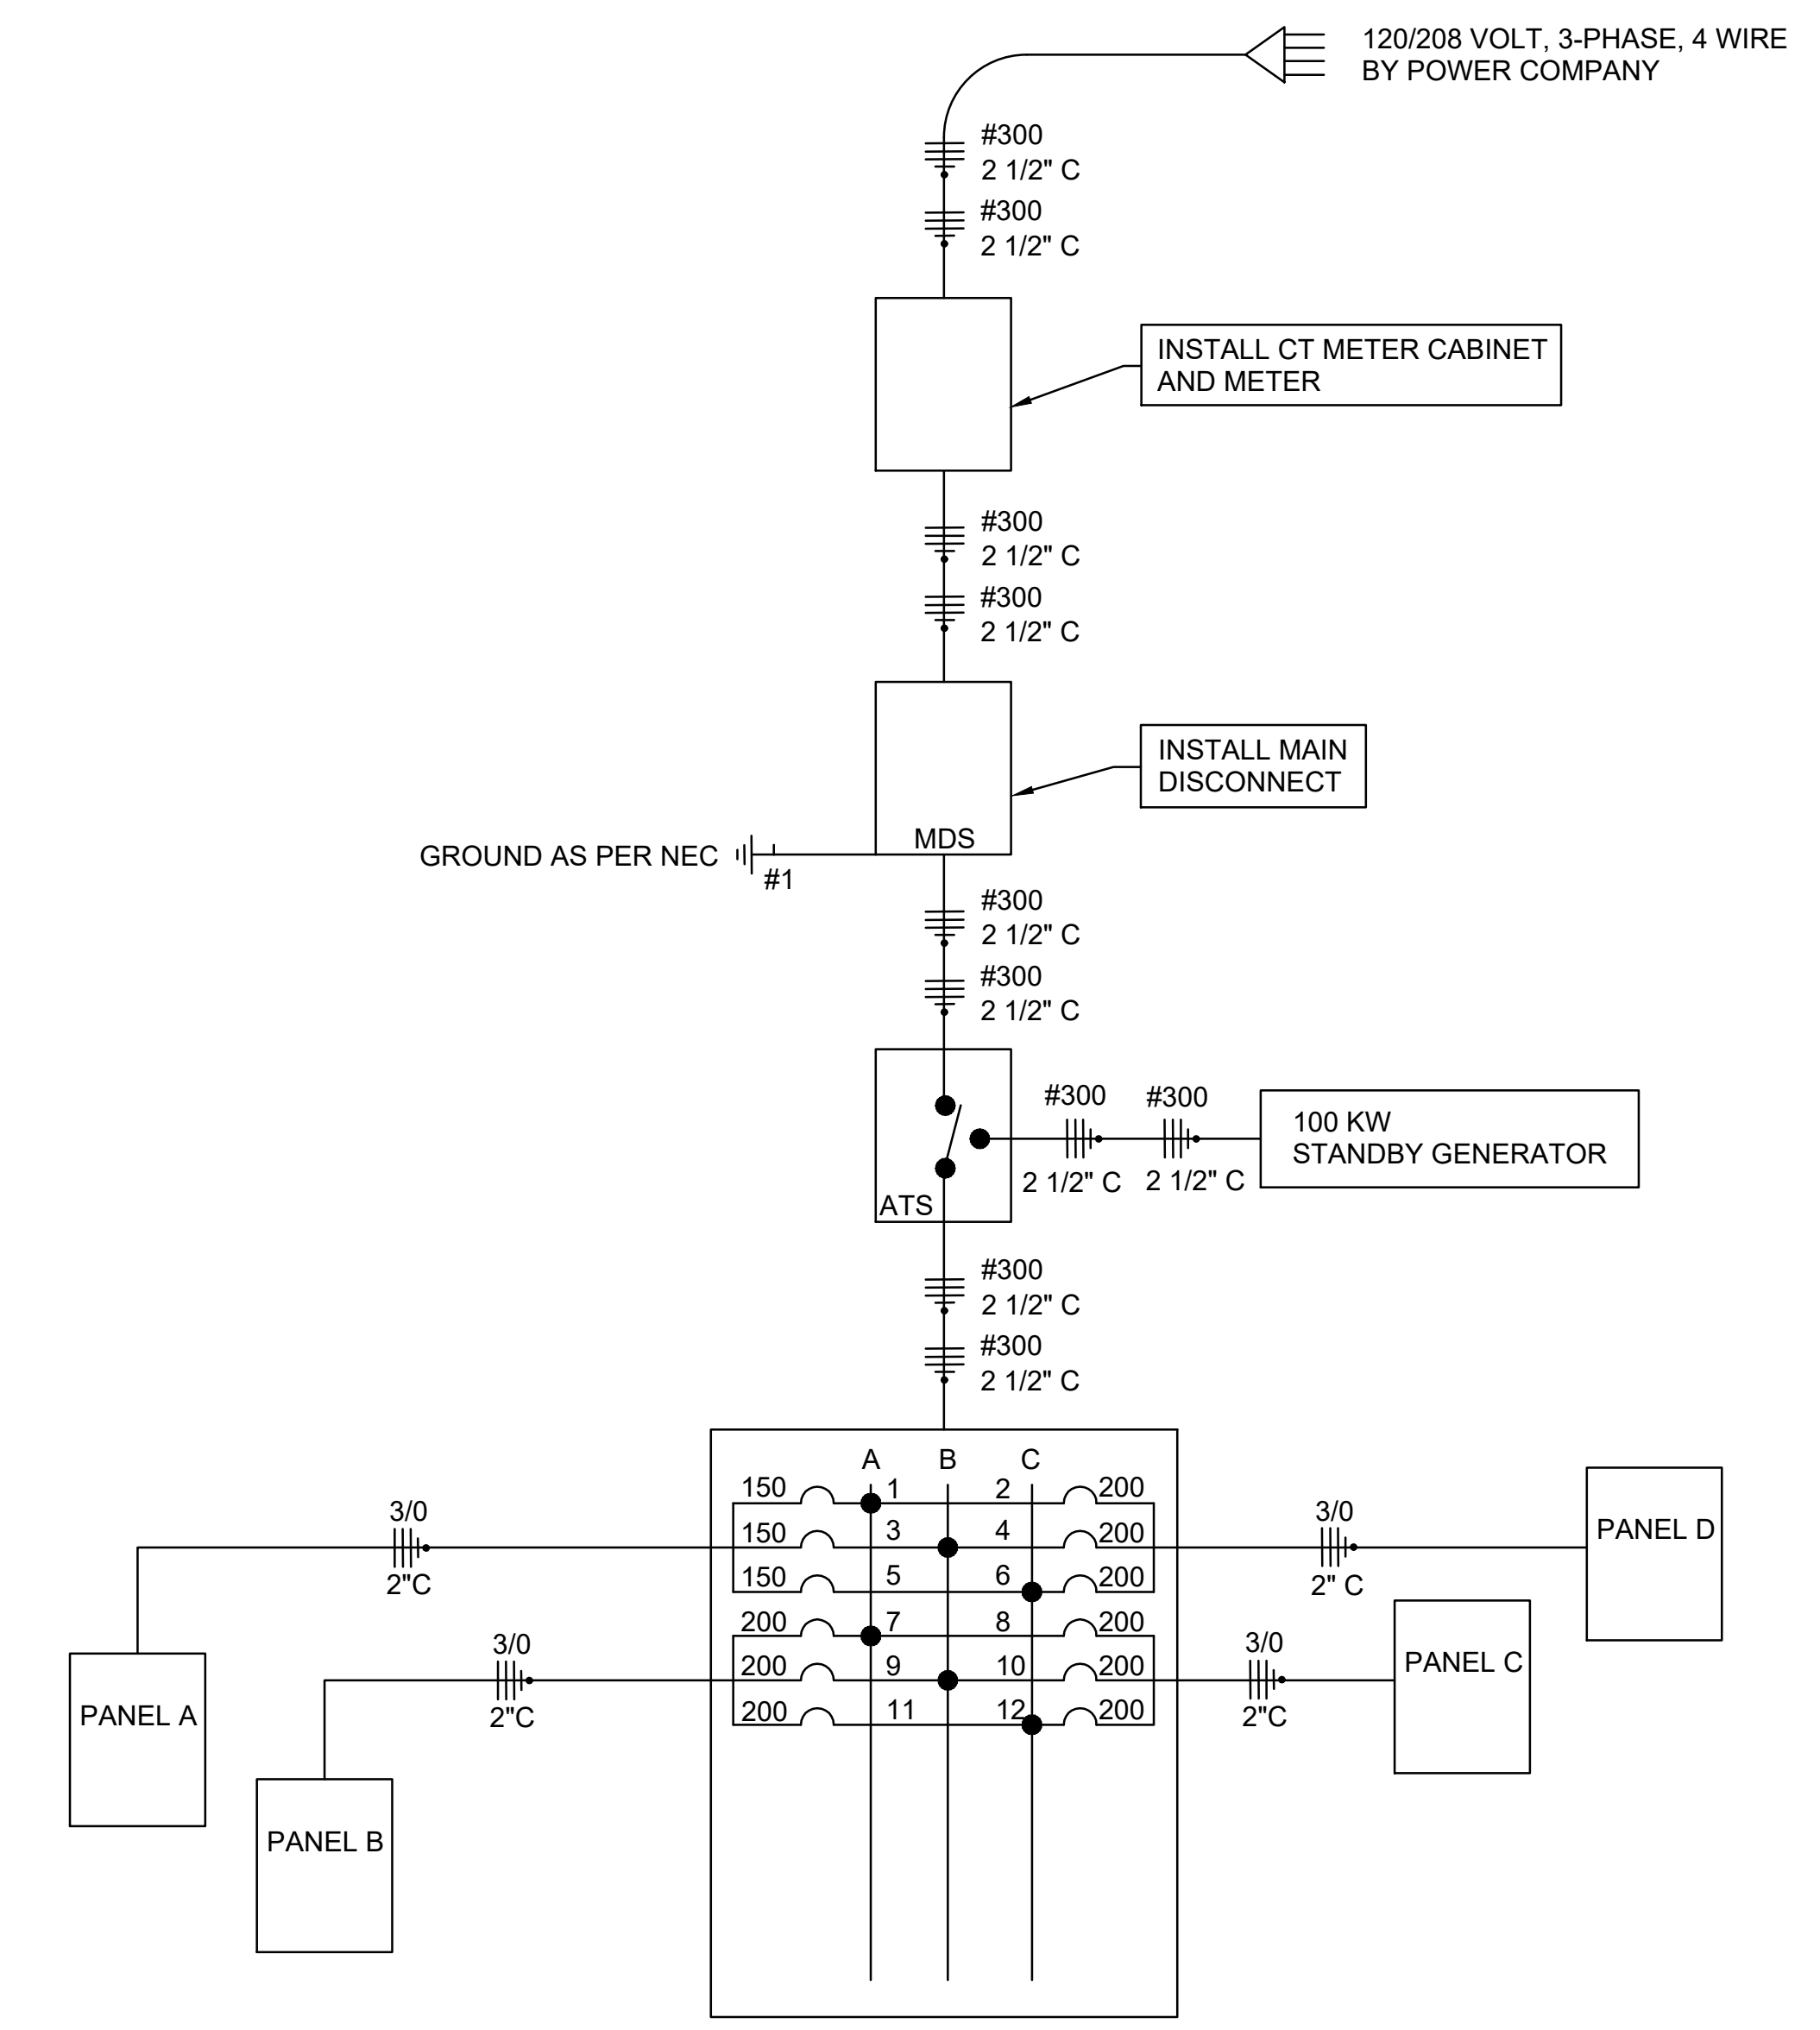 120/208 VOLT, 3-PHASE, 4 WIRE
BY POWER COMPANY
#300
2 1/2" C
#300
2 1/2" C
INSTALL CT METER CABINET
AND METER
#300
2 1/2" C
#300
2 1/2" C
INSTALL MAIN
DISCONNECT
MDS
GROUND AS PER NEC
#1
#300
2 1/2" C
#300
2 1/2" C
#300
2 1/2" C
#300
2 1/2" C
100 KW
STANDBY GENERATOR
ATS
#300
2 1/2" C
#300
2 1/2" C
A B C
150 1 2 200
150 3 4 200
150 5 6 200
200 7 8 200
200 9 10 200
200 11 12 200
3/0
2"C
PANEL A
3/0
2"C
PANEL B
3/0
2" C
PANEL D
3/0
2"C
PANEL C